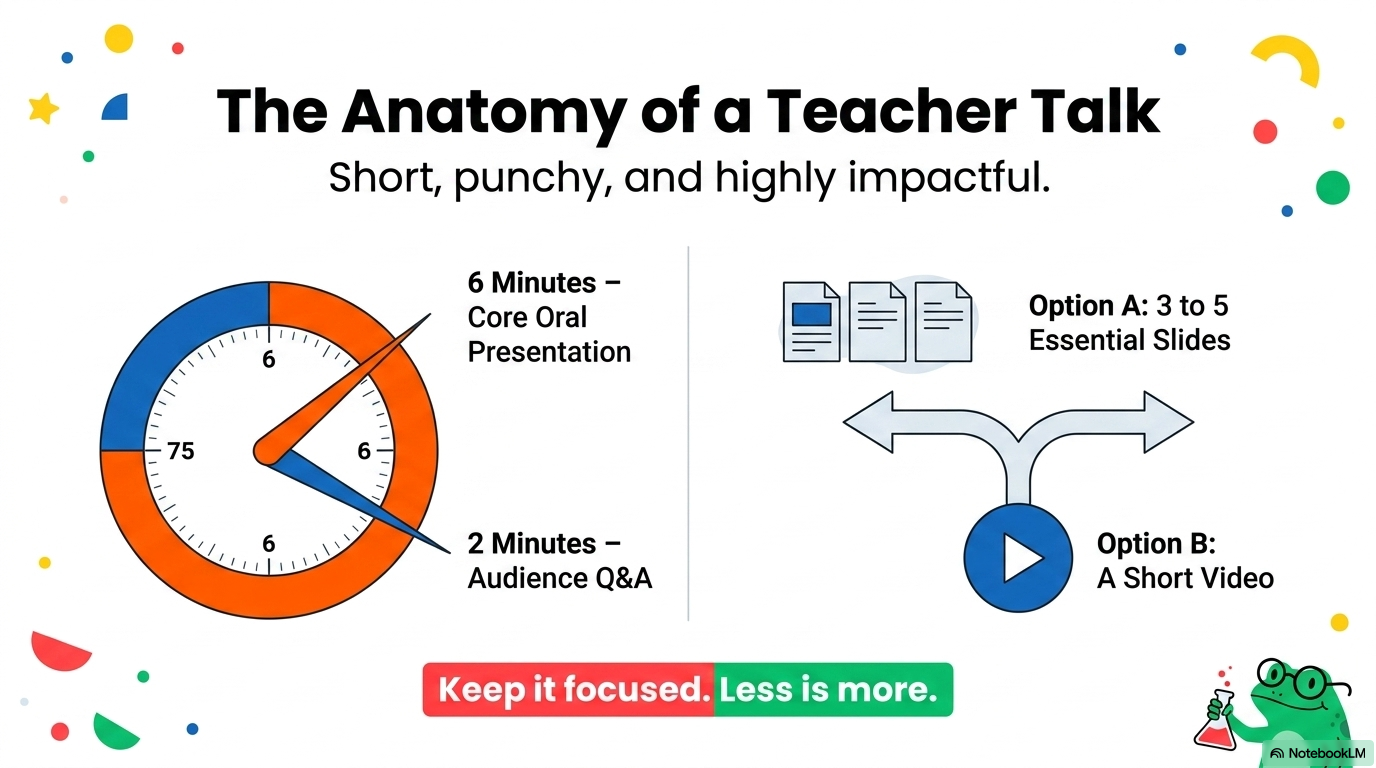 The Anatomy of a Teacher Talk
Short, punchy, and highly impactful.
6
75
6
6
6 Minutes –
Core Oral
Presentation
2 Minutes –
Audience Q&A
Option A: 3 to 5
Essential Slides
Option B:
A Short Video
Keep it focused. Less is more.
NotebookLM